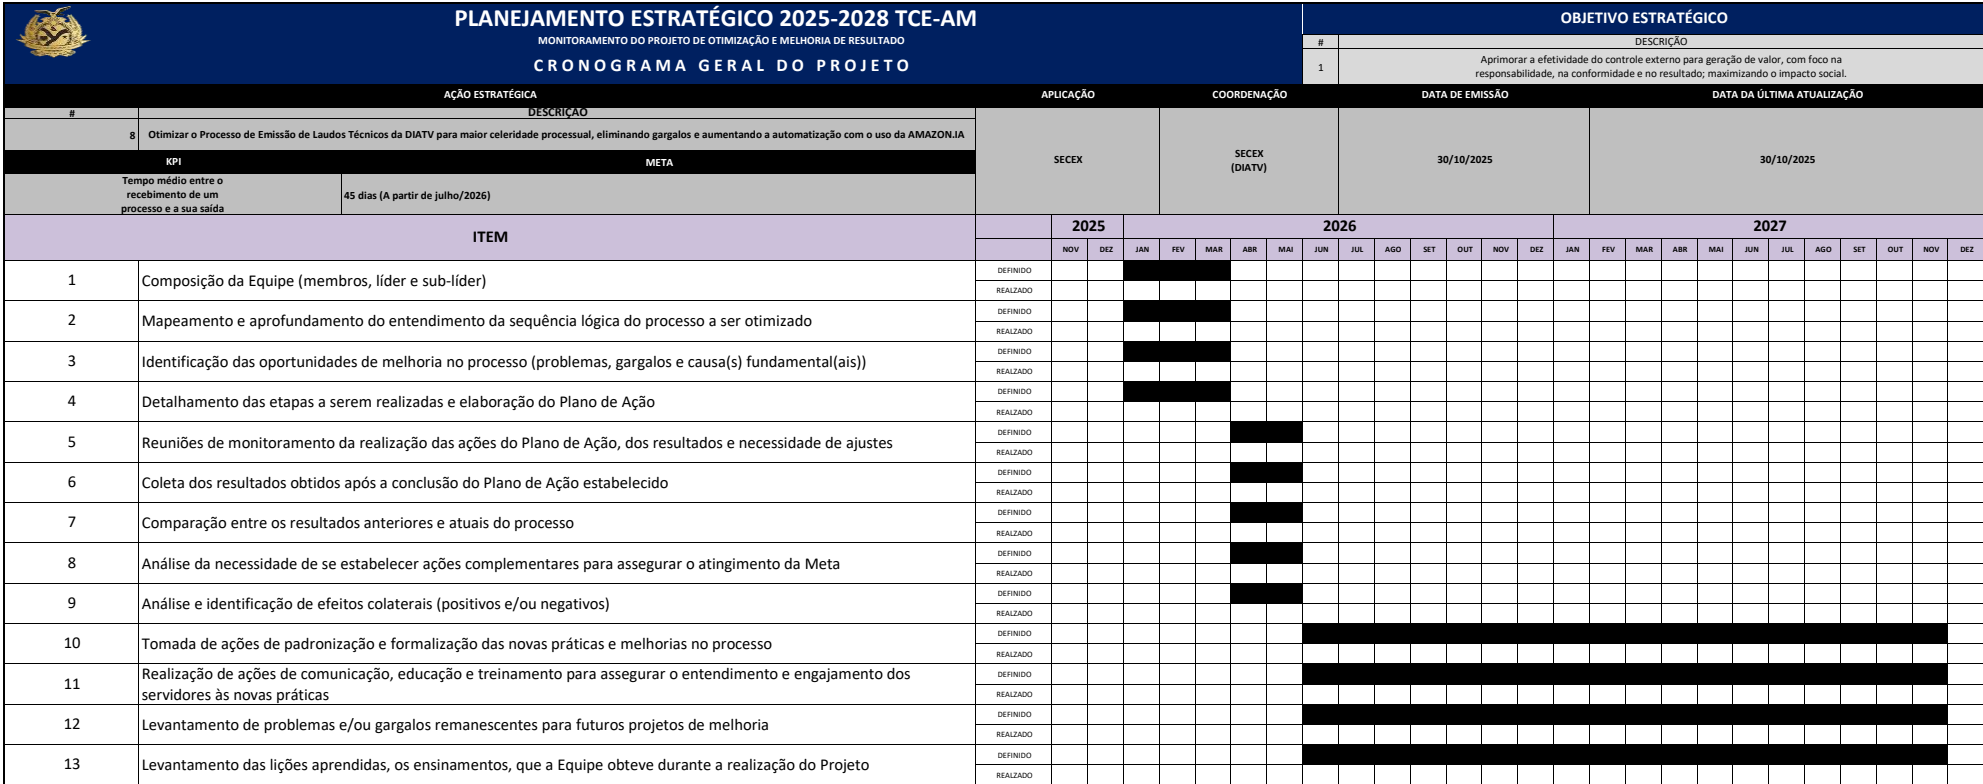 PLANEJAMENTO ESTRATÉGICO 2025-2028 TCE-AM
MONITORAMENTO DO PROJETO DE OTIMIZAÇÃO E MELHORIA DE RESULTADO
CRONOGRAMA GERAL DO PROJETO
OBJETIVO ESTRATÉGICO
# DESCRIÇÃO
1 Aprimorar a efetividade do controle externo para geração de valor, com foco na
responsabilidade, na conformidade e no resultado; maximizando o impacto social.
AÇÃO ESTRATÉGICA APLICAÇÃO COORDENAÇÃO DATA DE EMISSÃO DATA DA ÚLTIMA ATUALIZAÇÃO
# DESCRIÇÃO
8 Otimizar o Processo de Emissão de Laudos Técnicos da DIATV para maior celeridade processual, eliminando gargalos e aumentando a automatização com o uso da AMAZON.IA
SECEX
SECEX
(DIATV)
30/10/2025
30/10/2025
KPI META
Tempo médio entre o
recebimento de um
processo e a sua saída
45 dias (A partir de julho/2026)
ITEM
2025 2026 2027
NOV DEZ JAN FEV MAR ABR MAI JUN JUL AGO SET OUT NOV DEZ JAN FEV MAR ABR MAI JUN JUL AGO SET OUT NOV DEZ
1 Composição da Equipe (membros, líder e sub-líder)
DEFINIDO
REALZADO
2 Mapeamento e aprofundamento do entendimento da sequência lógica do processo a ser otimizado
DEFINIDO
REALZADO
3 Identificação das oportunidades de melhoria no processo (problemas, gargalos e causa(s) fundamental(ais))
DEFINIDO
REALZADO
4 Detalhamento das etapas a serem realizadas e elaboração do Plano de Ação
DEFINIDO
REALZADO
5 Reuniões de monitoramento da realização das ações do Plano de Ação, dos resultados e necessidade de ajustes
DEFINIDO
REALZADO
6 Coleta dos resultados obtidos após a conclusão do Plano de Ação estabelecido
DEFINIDO
REALZADO
7 Comparação entre os resultados anteriores e atuais do processo
DEFINIDO
REALZADO
8 Análise da necessidade de se estabelecer ações complementares para assegurar o atingimento da Meta
DEFINIDO
REALZADO
9 Análise e identificação de efeitos colaterais (positivos e/ou negativos)
DEFINIDO
REALZADO
10 Tomada de ações de padronização e formalização das novas práticas e melhorias no processo
DEFINIDO
REALZADO
11 Realização de ações de comunicação, educação e treinamento para assegurar o entendimento e engajamento dos
servidores às novas práticas
DEFINIDO
REALZADO
12 Levantamento de problemas e/ou gargalos remanescentes para futuros projetos de melhoria
DEFINIDO
REALZADO
13 Levantamento das lições aprendidas, os ensinamentos, que a Equipe obteve durante a realização do Projeto
DEFINIDO
REALZADO